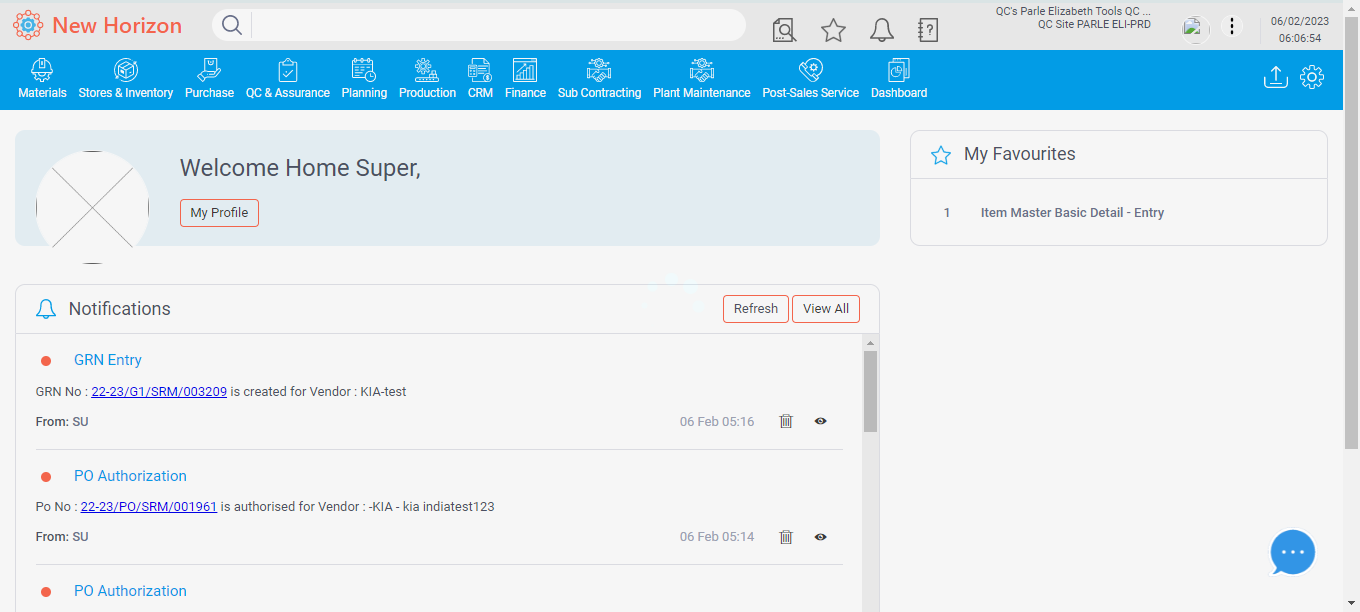 New Horizon
QC's Parle Elizabeth Tools QC ...
QC Site PARLE ELI-PRD
06/02/2023
06:06:54
Materials
Stores & Inventory
Purchase
QC & Assurance
Planning
Production
CRM
Finance
Sub Contracting
Plant Maintenance
Post-Sales Service
Dashboard
Welcome Home Super,
My Profile
My Favourites
1 Item Master Basic Detail - Entry
Notifications
Refresh
View All
GRN Entry
GRN No : 22-23/G1/SRM/003209 is created for Vendor : KIA-test
From: SU
06 Feb 05:16
PO Authorization
Po No : 22-23/PO/SRM/001961 is authorised for Vendor : -KIA - kia indiatest123
From: SU
06 Feb 05:14
PO Authorization